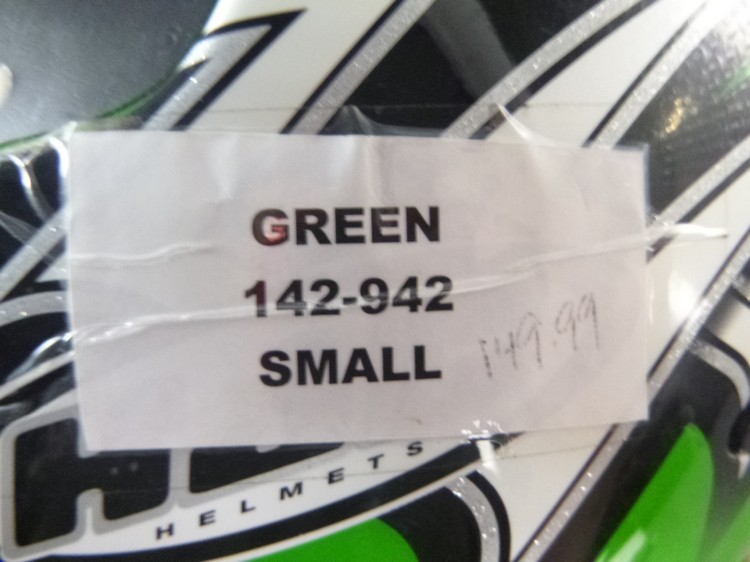 GREEN
142-942
SMALL
149.99
HELMETS